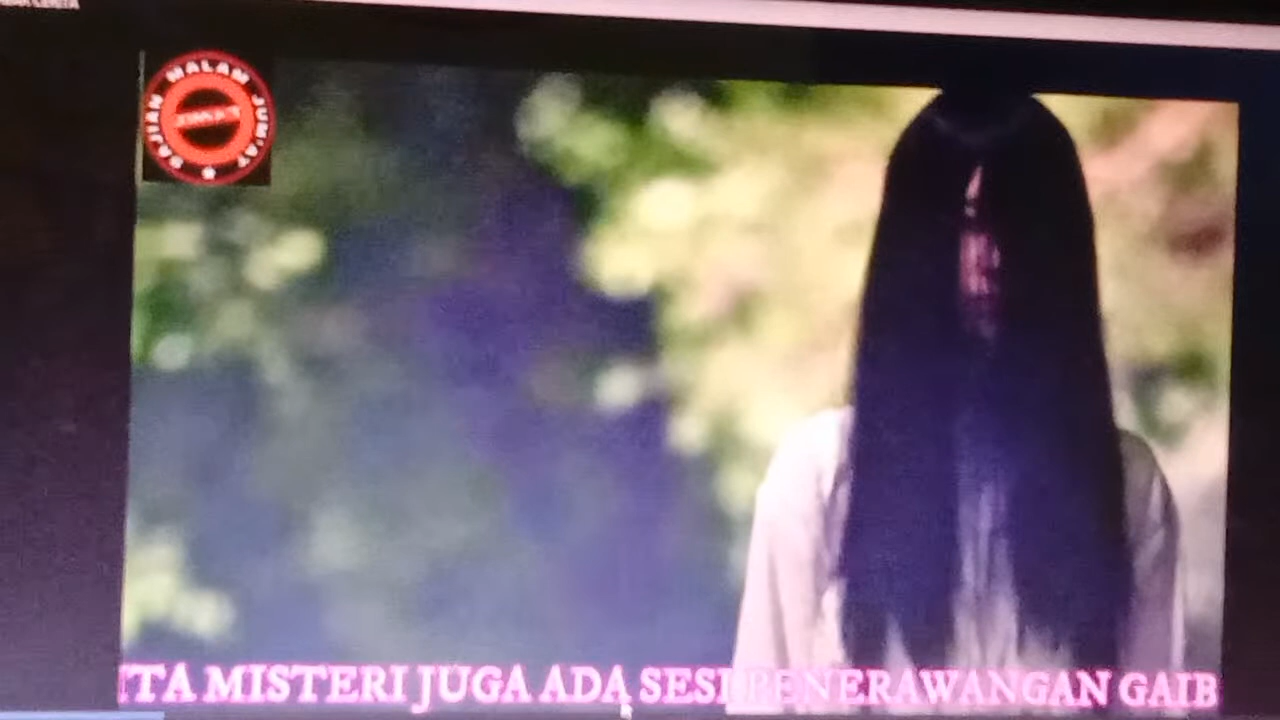 SAJIAN MALAM JUM'AT
ITA MISTERI JUGA ADA SESI PENERAWANGAN GAIB